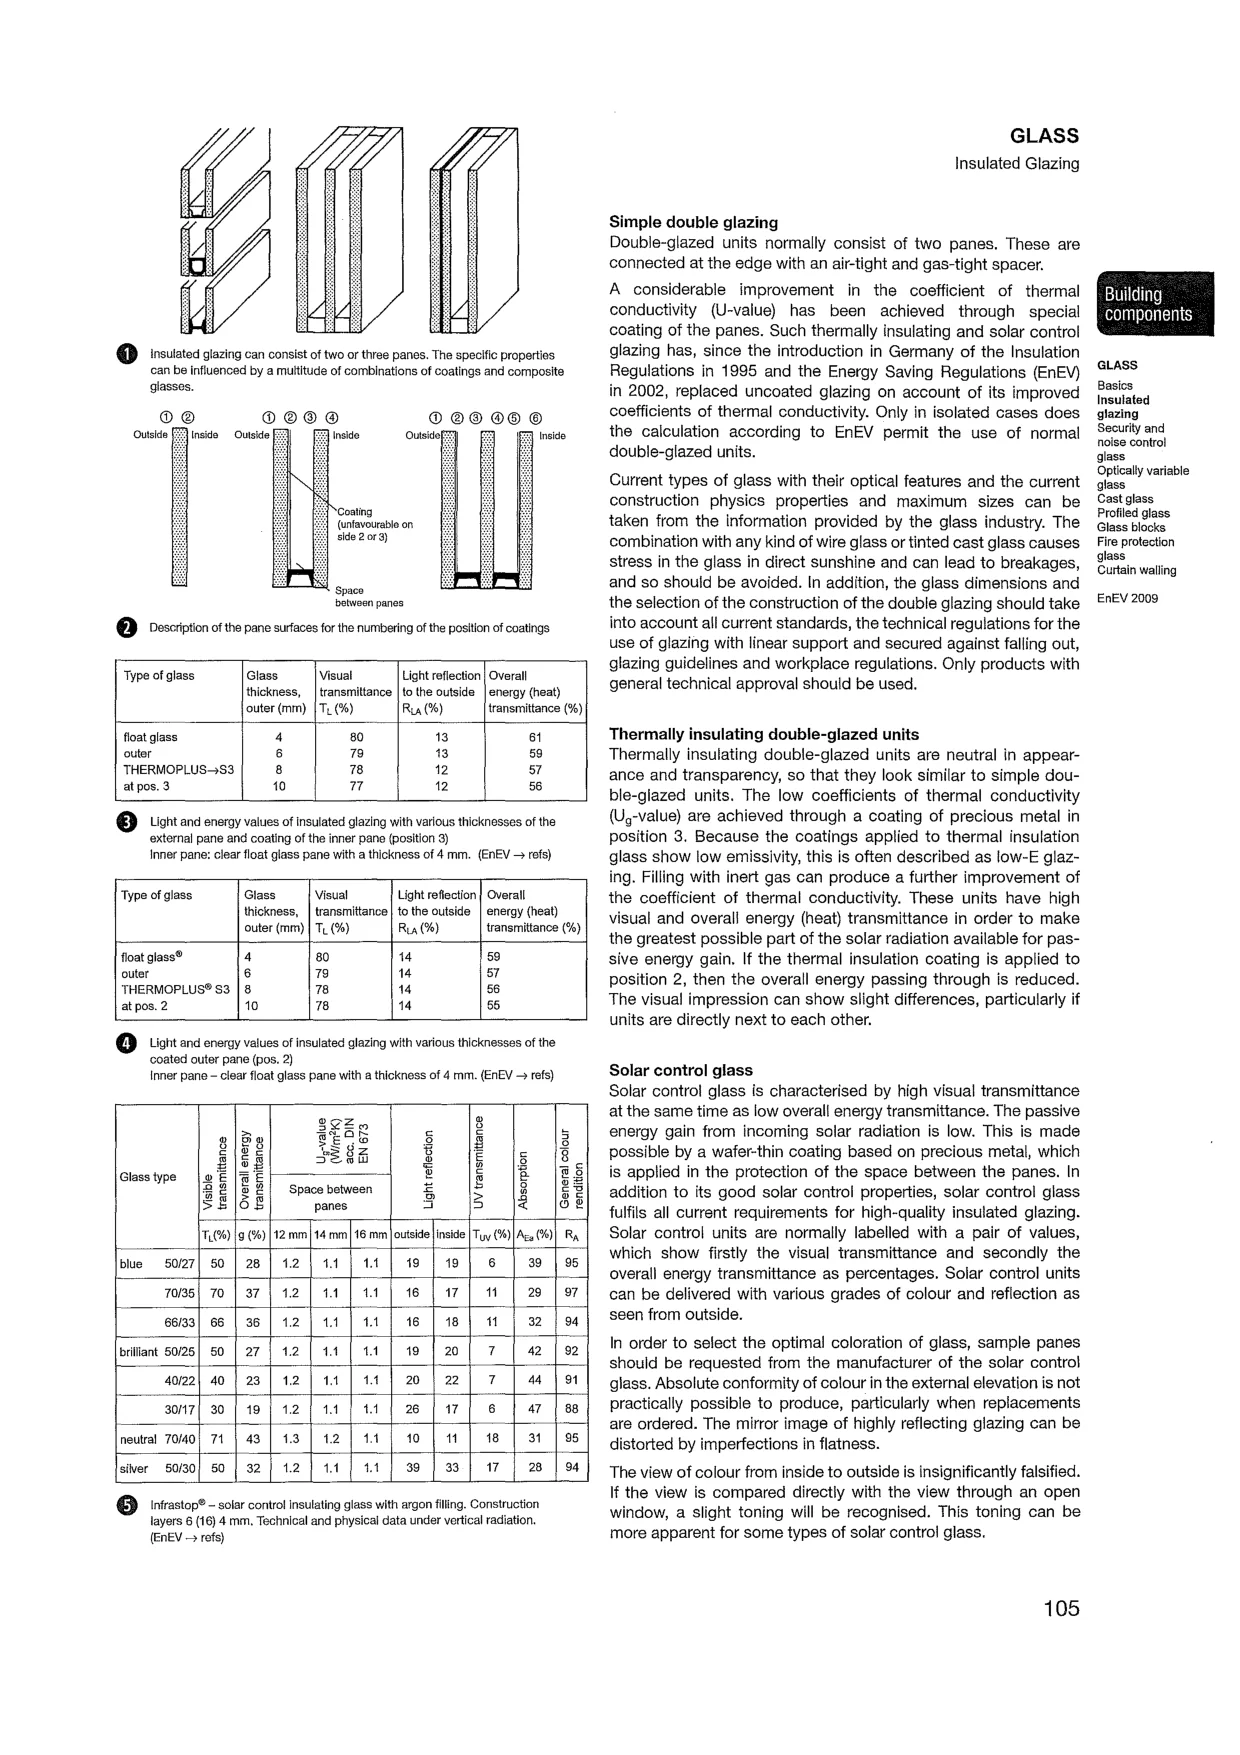 GLASS
Insulated Glazing
❶ Insulated glazing can consist of two or three panes. The specific properties
can be influenced by a multitude of combinations of coatings and composite
glasses.
① ② ① ② ③ ④ ① ② ③ ④ ⑤ ⑥
Outside Inside Outside Inside Outside Inside
Coating
(unfavourable on
side 2 or 3)
Space
between panes
❷ Description of the pane surfaces for the numbering of the position of coatings
Type of glass Glass Visual Light reflection Overall
thickness, transmittance to the outside energy (heat)
outer (mm) TL (%) RLA (%) transmittance (%)
float glass 4 80 13 61
outer 6 79 13 59
THERMOPLUS→S3 8 78 12 57
at pos. 3 10 77 12 56
❸ Light and energy values of insulated glazing with various thicknesses of the
external pane and coating of the inner pane (position 3)
Inner pane: clear float glass pane with a thickness of 4 mm. (EnEV → refs)
Type of glass Glass Visual Light reflection Overall
thickness, transmittance to the outside energy (heat)
outer (mm) TL (%) RLA (%) transmittance (%)
float glass® 4 80 14 59
outer 6 79 14 57
THERMOPLUS® S3 8 78 14 56
at pos. 2 10 78 14 55
❹ Light and energy values of insulated glazing with various thicknesses of the
coated outer pane (pos. 2)
Inner pane – clear float glass pane with a thickness of 4 mm. (EnEV → refs)
Glass type
Visible
transmittance
Overall energy
transmittance
Ug-value
(W/m²K)
acc. DIN
EN 673
Space between
panes
Light reflection
UV transmittance
Absorption
General colour
rendition
TL(%) g (%) 12 mm 14 mm 16 mm outside inside TUV (%) AEa (%) RA
blue 50/27 50 28 1.2 1.1 1.1 19 19 6 39 95
70/35 70 37 1.2 1.1 1.1 16 17 11 29 97
66/33 66 36 1.2 1.1 1.1 16 18 11 32 94
brilliant 50/25 50 27 1.2 1.1 1.1 19 20 7 42 92
40/22 40 23 1.2 1.1 1.1 20 22 7 44 91
30/17 30 19 1.2 1.1 1.1 26 17 6 47 88
neutral 70/40 71 43 1.3 1.2 1.1 10 11 18 31 95
silver 50/30 50 32 1.2 1.1 1.1 39 33 17 28 94
❺ Infrastop® – solar control insulating glass with argon filling. Construction
layers 6 (16) 4 mm. Technical and physical data under vertical radiation.
(EnEV → refs)
Simple double glazing
Double-glazed units normally consist of two panes. These are
connected at the edge with an air-tight and gas-tight spacer.
A considerable improvement in the coefficient of thermal
conductivity (U-value) has been achieved through special
coating of the panes. Such thermally insulating and solar control
glazing has, since the introduction in Germany of the Insulation
Regulations in 1995 and the Energy Saving Regulations (EnEV)
in 2002, replaced uncoated glazing on account of its improved
coefficients of thermal conductivity. Only in isolated cases does
the calculation according to EnEV permit the use of normal
double-glazed units.
Current types of glass with their optical features and the current
construction physics properties and maximum sizes can be
taken from the information provided by the glass industry. The
combination with any kind of wire glass or tinted cast glass causes
stress in the glass in direct sunshine and can lead to breakages,
and so should be avoided. In addition, the glass dimensions and
the selection of the construction of the double glazing should take
into account all current standards, the technical regulations for the
use of glazing with linear support and secured against falling out,
glazing guidelines and workplace regulations. Only products with
general technical approval should be used.
Thermally insulating double-glazed units
Thermally insulating double-glazed units are neutral in appear-
ance and transparency, so that they look similar to simple dou-
ble-glazed units. The low coefficients of thermal conductivity
(Ug-value) are achieved through a coating of precious metal in
position 3. Because the coatings applied to thermal insulation
glass show low emissivity, this is often described as low-E glaz-
ing. Filling with inert gas can produce a further improvement of
the coefficient of thermal conductivity. These units have high
visual and overall energy (heat) transmittance in order to make
the greatest possible part of the solar radiation available for pas-
sive energy gain. If the thermal insulation coating is applied to
position 2, then the overall energy passing through is reduced.
The visual impression can show slight differences, particularly if
units are directly next to each other.
Solar control glass
Solar control glass is characterised by high visual transmittance
at the same time as low overall energy transmittance. The passive
energy gain from incoming solar radiation is low. This is made
possible by a wafer-thin coating based on precious metal, which
is applied in the protection of the space between the panes. In
addition to its good solar control properties, solar control glass
fulfils all current requirements for high-quality insulated glazing.
Solar control units are normally labelled with a pair of values,
which show firstly the visual transmittance and secondly the
overall energy transmittance as percentages. Solar control units
can be delivered with various grades of colour and reflection as
seen from outside.
In order to select the optimal coloration of glass, sample panes
should be requested from the manufacturer of the solar control
glass. Absolute conformity of colour in the external elevation is not
practically possible to produce, particularly when replacements
are ordered. The mirror image of highly reflecting glazing can be
distorted by imperfections in flatness.
The view of colour from inside to outside is insignificantly falsified.
If the view is compared directly with the view through an open
window, a slight toning will be recognised. This toning can be
more apparent for some types of solar control glass.
Building
components
GLASS
Basics
Insulated
glazing
Security and
noise control
glass
Optically variable
glass
Cast glass
Profiled glass
Glass blocks
Fire protection
glass
Curtain walling
EnEV 2009
105